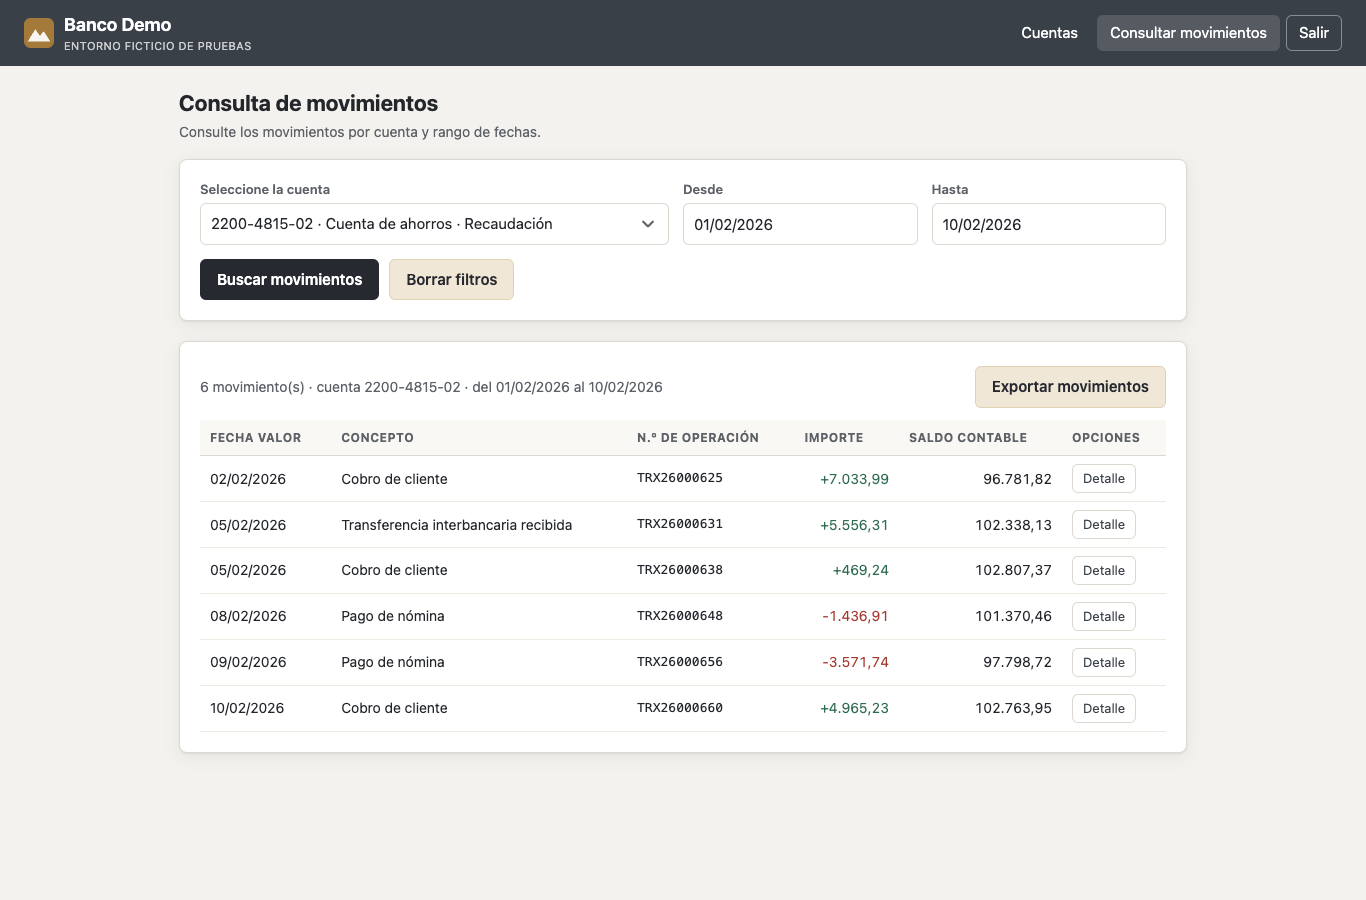 Banco Demo
ENTORNO FICTICIO DE PRUEBAS
Cuentas
Consultar movimientos
Salir
Consulta de movimientos
Consulte los movimientos por cuenta y rango de fechas.
Seleccione la cuenta
Desde
Hasta
2200-4815-02 · Cuenta de ahorros · Recaudación
01/02/2026
10/02/2026
Buscar movimientos
Borrar filtros
6 movimiento(s) · cuenta 2200-4815-02 · del 01/02/2026 al 10/02/2026
Exportar movimientos
FECHA VALOR CONCEPTO N.º DE OPERACIÓN IMPORTE SALDO CONTABLE OPCIONES
02/02/2026 Cobro de cliente TRX26000625 +7.033,99 96.781,82 Detalle
05/02/2026 Transferencia interbancaria recibida TRX26000631 +5.556,31 102.338,13 Detalle
05/02/2026 Cobro de cliente TRX26000638 +469,24 102.807,37 Detalle
08/02/2026 Pago de nómina TRX26000648 -1.436,91 101.370,46 Detalle
09/02/2026 Pago de nómina TRX26000656 -3.571,74 97.798,72 Detalle
10/02/2026 Cobro de cliente TRX26000660 +4.965,23 102.763,95 Detalle